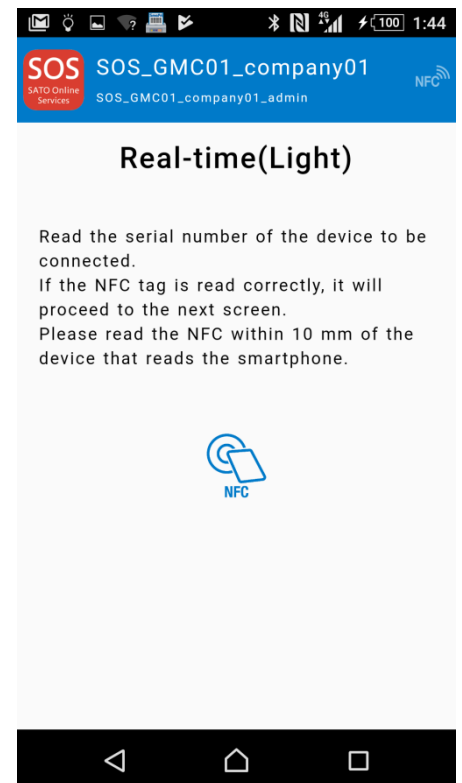 4G
100 1:44
SOS
SATO Online
Services
SOS_GMC01_company01
SOS_GMC01_company01_admin
NFC
Real-time(Light)
Read the serial number of the device to be
connected.
If the NFC tag is read correctly, it will
proceed to the next screen.
Please read the NFC within 10 mm of the
device that reads the smartphone.
NFC